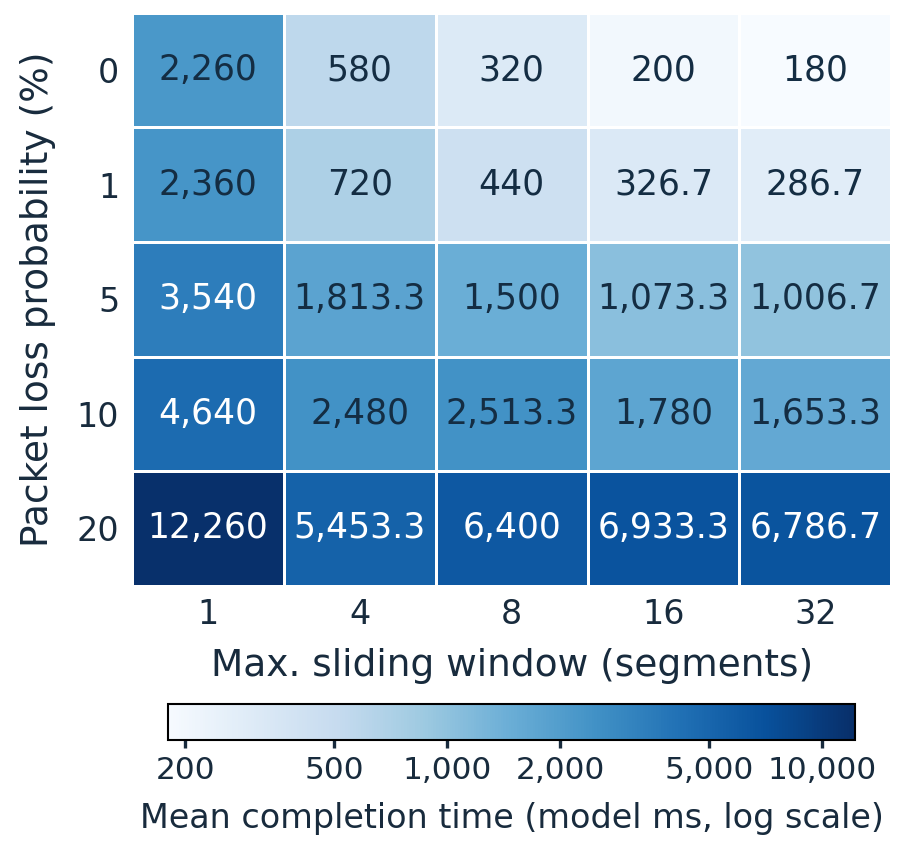 Packet loss probability (%)
0 2,260 580 320 200 180
1 2,360 720 440 326.7 286.7
5 3,540 1,813.3 1,500 1,073.3 1,006.7
10 4,640 2,480 2,513.3 1,780 1,653.3
20 12,260 5,453.3 6,400 6,933.3 6,786.7
1 4 8 16 32
Max. sliding window (segments)
200 500 1,000 2,000 5,000 10,000
Mean completion time (model ms, log scale)